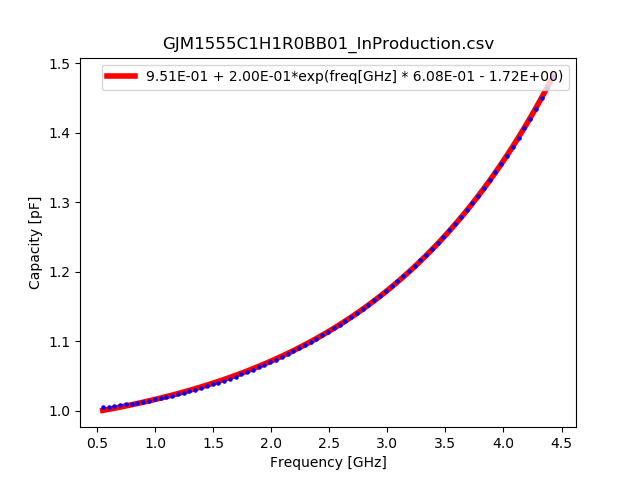 GJM1555C1H1R0BB01_InProduction.csv
9.51E-01 + 2.00E-01*exp(freq[GHz] * 6.08E-01 - 1.72E+00)
1.5
1.4
1.3
1.2
1.1
1.0
Capacity [pF]
0.5 1.0 1.5 2.0 2.5 3.0 3.5 4.0 4.5
Frequency [GHz]